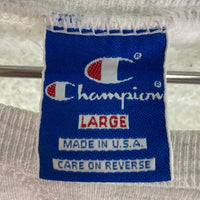 Champion
LARGE
MADE IN U.S.A.
CARE ON REVERSE